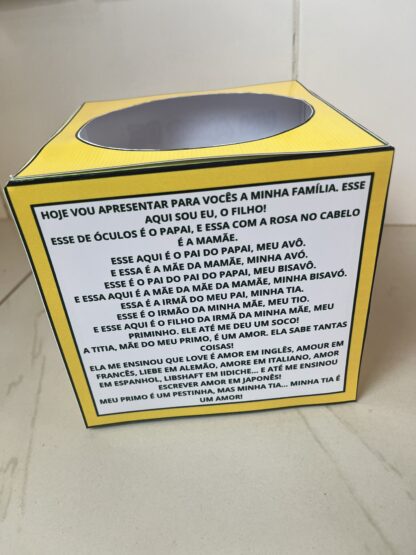 HOJE VOU APRESENTAR PARA VOCÊS A MINHA FAMÍLIA. ESSE
AQUI SOU EU, O FILHO!
ESSE DE ÓCULOS É O PAPAI, E ESSA COM A ROSA NO CABELO
É A MAMÃE.
ESSE AQUI É O PAI DO PAPAI, MEU AVÔ.
E ESSA É A MÃE DA MAMÃE, MINHA AVÓ.
ESSE É O PAI DO PAI DO PAPAI, MEU BISAVÔ.
E ESSA AQUI É A MÃE DA MÃE DA MAMÃE, MINHA BISAVÓ.
ESSA É A IRMÃ DO MEU PAI, MINHA TIA.
ESSE É O IRMÃO DA MINHA MÃE, MEU TIO.
E ESSE AQUI É O FILHO DA IRMÃ DA MINHA MÃE, MEU
PRIMINHO. ELE ATÉ ME DEU UM SOCO!
A TITIA, MÃE DO MEU PRIMO, É UM AMOR. ELA SABE TANTAS
COISAS!
ELA ME ENSINOU QUE LOVE É AMOR EM INGLÊS, AMOUR EM
FRANCÊS, LIEBE EM ALEMÃO, AMORE EM ITALIANO, AMOR
EM ESPANHOL, LIBSHAFT EM IIDICHE... E ATÉ ME ENSINOU
ESCREVER AMOR EM JAPONÊS!
MEU PRIMO É UM PESTINHA, MAS MINHA TIA... MINHA TIA É
UM AMOR!